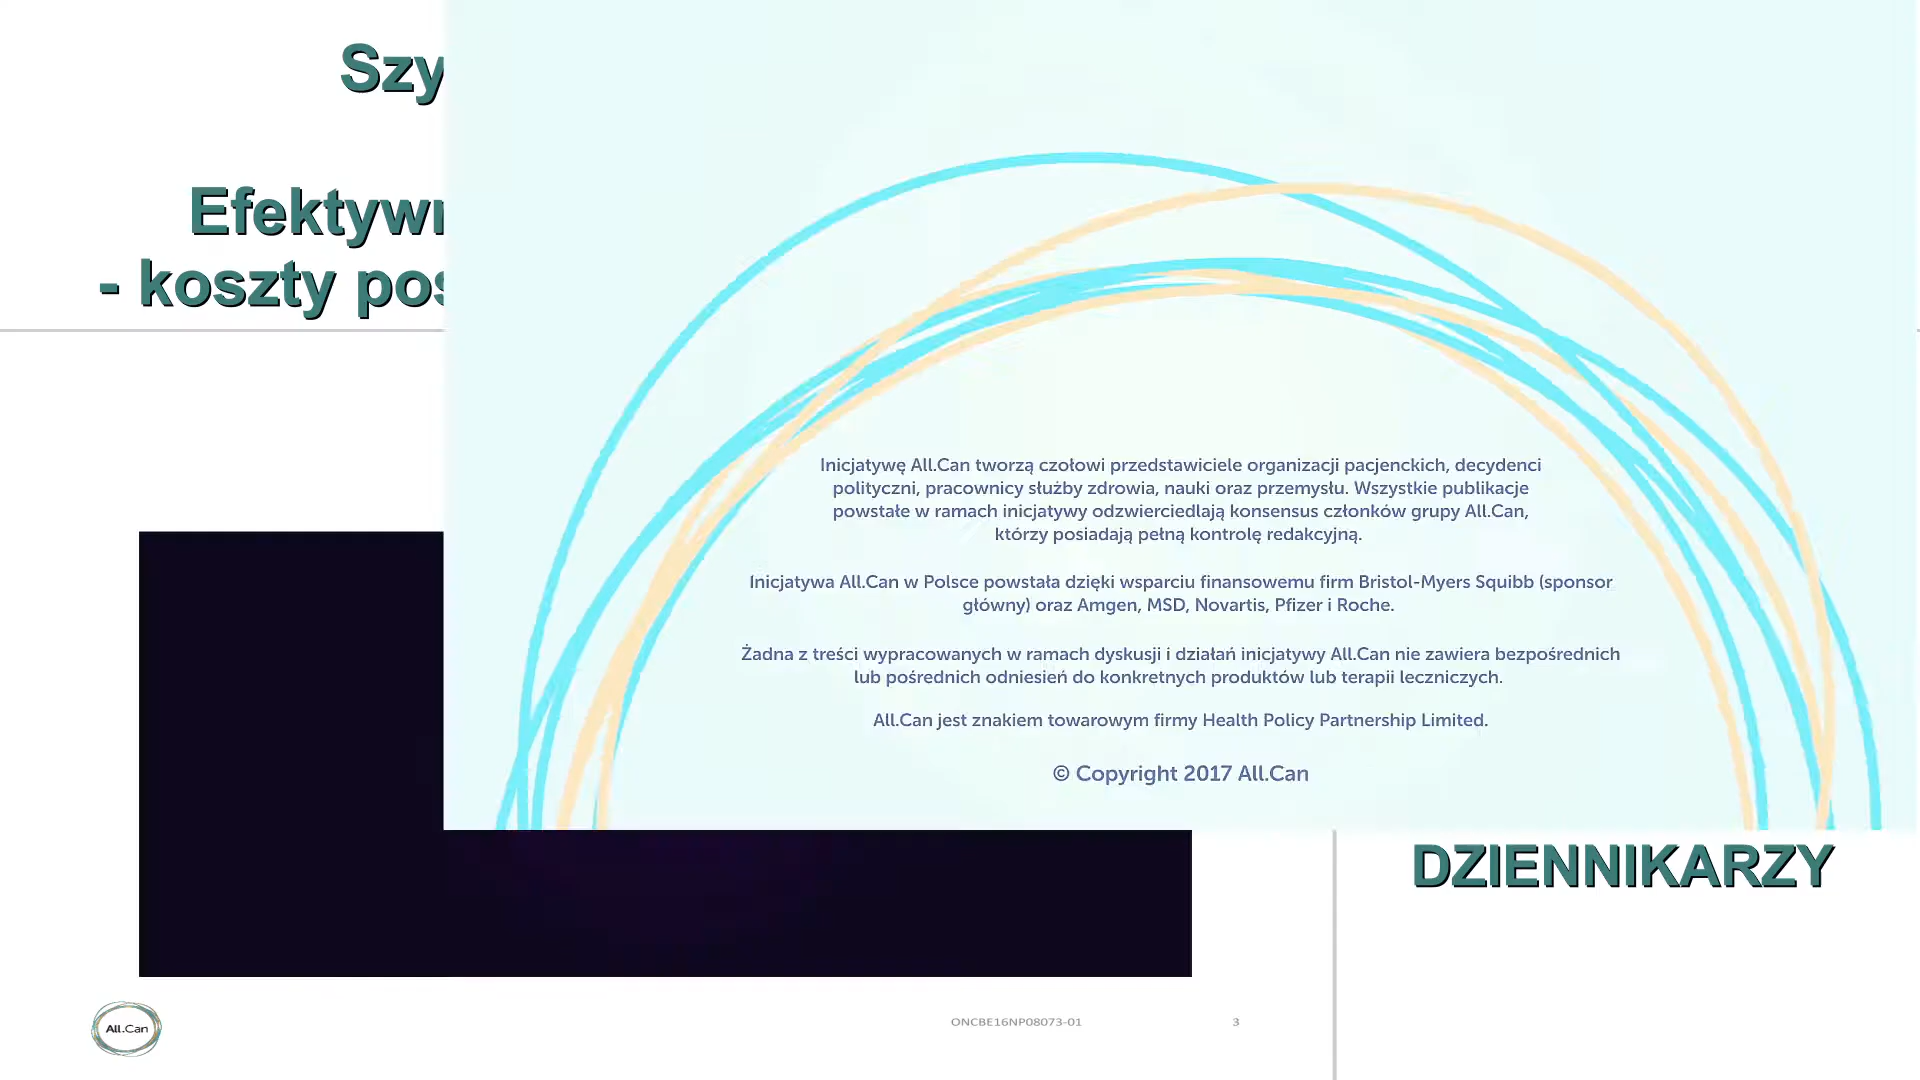 Szy
Efektywn
- koszty pos
Inicjatywę All.Can tworzą czołowi przedstawiciele organizacji pacjenckich, decydenci
polityczni, pracownicy służby zdrowia, nauki oraz przemysłu. Wszystkie publikacje
powstałe w ramach inicjatywy odzwierciedlają konsensus członków grupy All.Can,
którzy posiadają pełną kontrolę redakcyjną.
Inicjatywa All.Can w Polsce powstała dzięki wsparciu finansowemu firm Bristol-Myers Squibb (sponsor
główny) oraz Amgen, MSD, Novartis, Pfizer i Roche.
Żadna z treści wypracowanych w ramach dyskusji i działań inicjatywy All.Can nie zawiera bezpośrednich
lub pośrednich odniesień do konkretnych produktów lub terapii leczniczych.
All.Can jest znakiem towarowym firmy Health Policy Partnership Limited.
© Copyright 2017 All.Can
DZIENNIKARZY
All.Can
ONCBE16NP08073-01
3